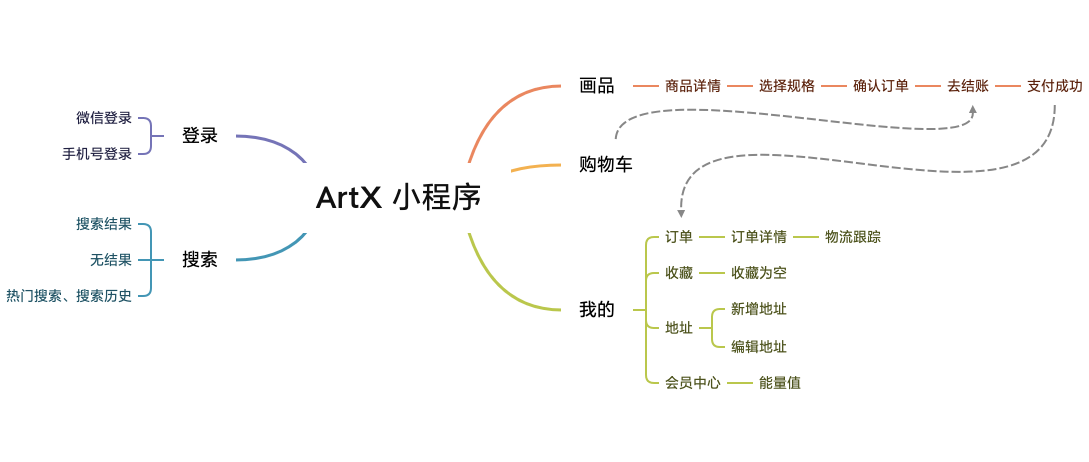 ArtX 小程序
登录
微信登录
手机号登录
搜索
搜索结果
无结果
热门搜索、搜索历史
画品
商品详情
选择规格
确认订单
去结账
支付成功
购物车
我的
订单
订单详情
物流跟踪
收藏
收藏为空
地址
新增地址
编辑地址
会员中心
能量值